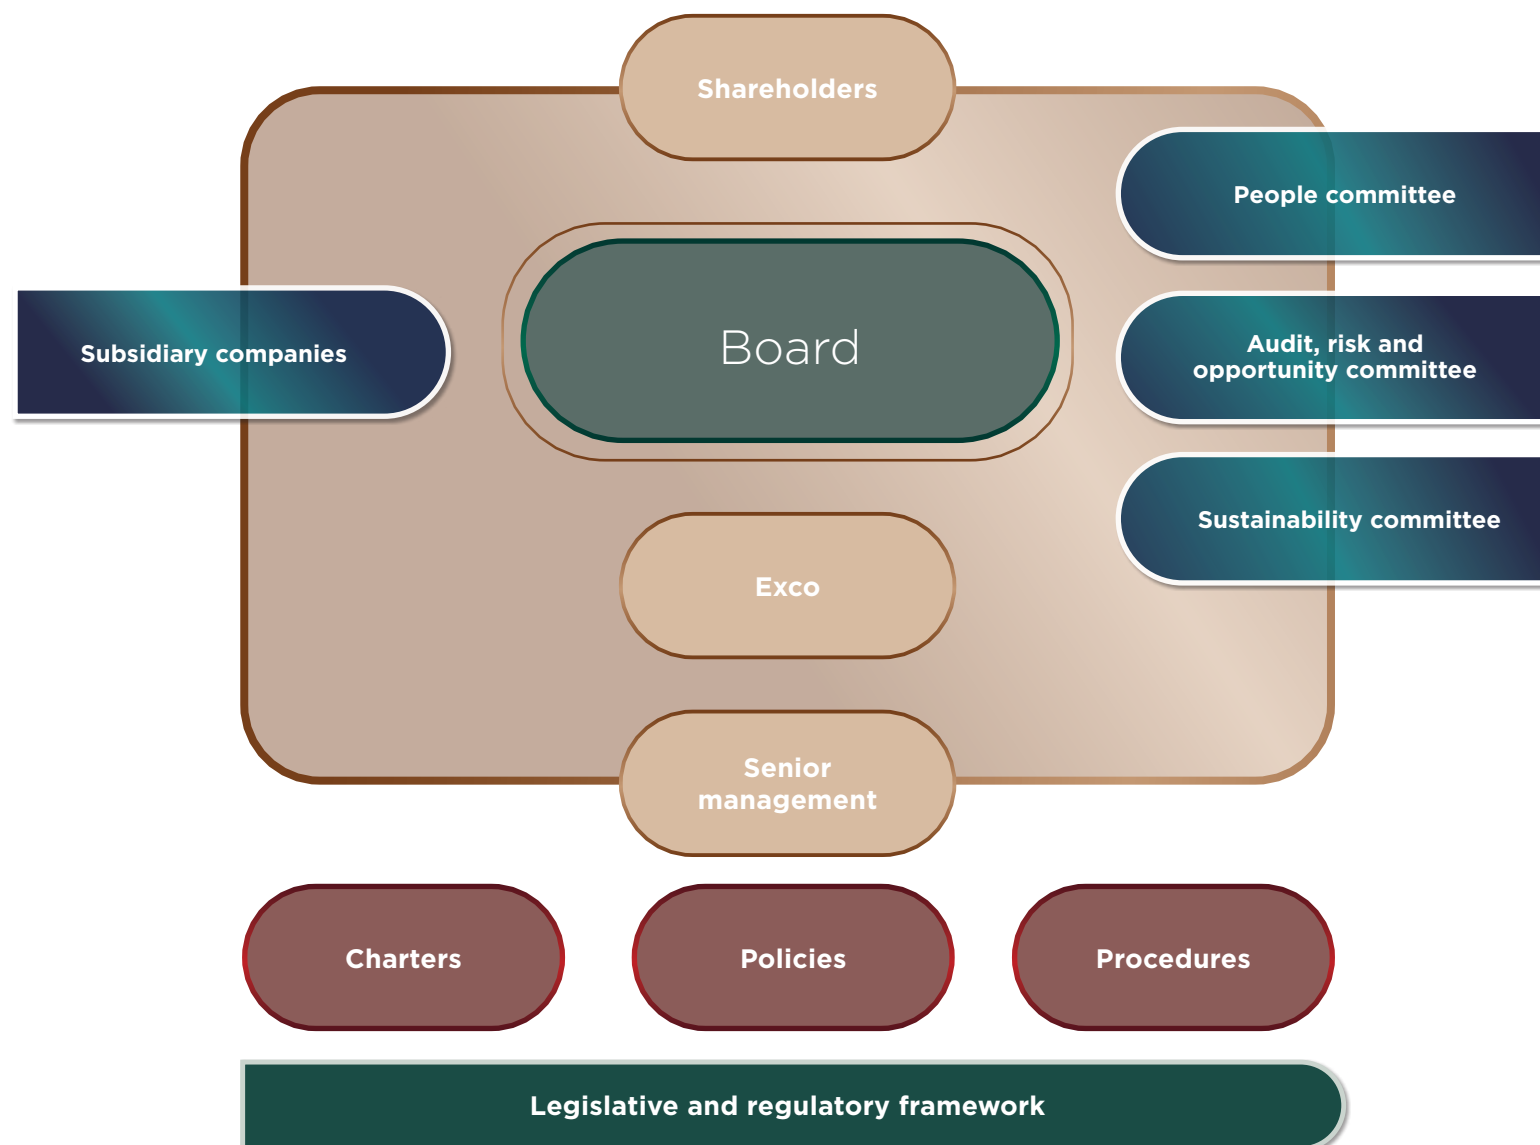 Shareholders
People committee
Subsidiary companies
Board
Audit, risk and
opportunity committee
Sustainability committee
Exco
Senior
management
Charters
Policies
Procedures
Legislative and regulatory framework